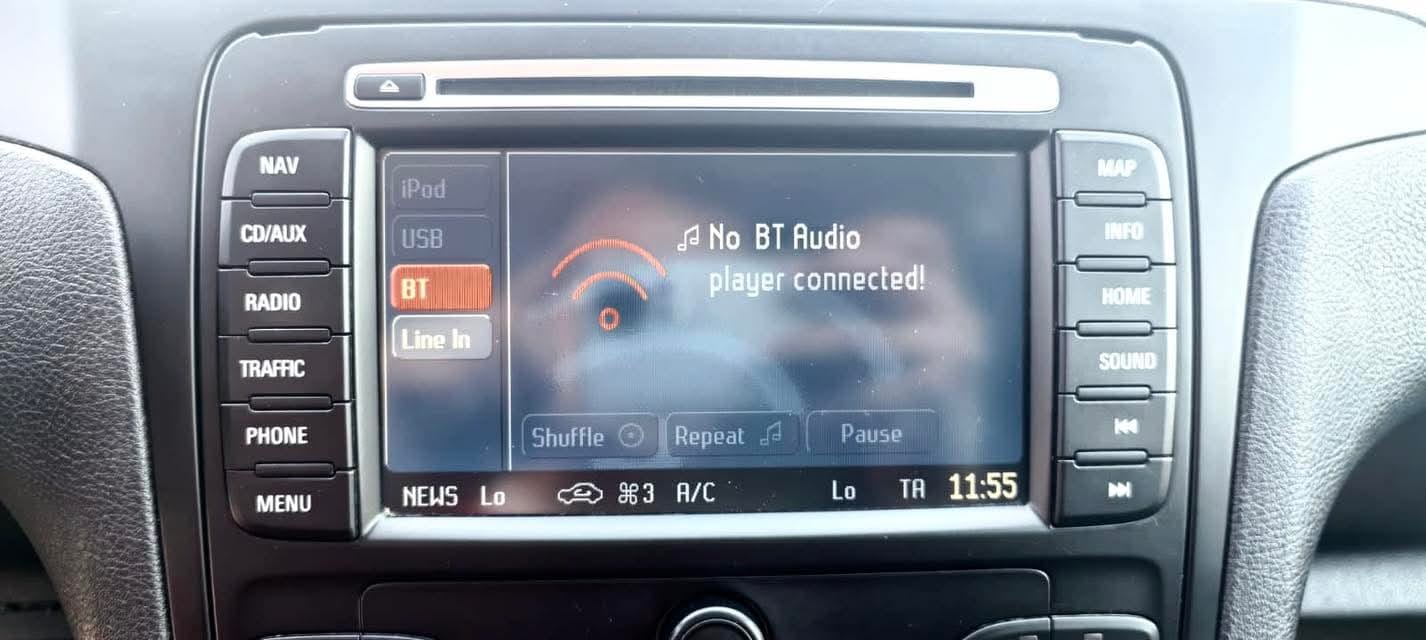 NAV
CD/AUX
RADIO
TRAFFIC
PHONE
MENU
iPod
USB
BT
Line In
No BT Audio
player connected!
Shuffle Repeat Pause
NEWS Lo 3 A/C Lo TA 11:55
MAP
INFO
HOME
SOUND